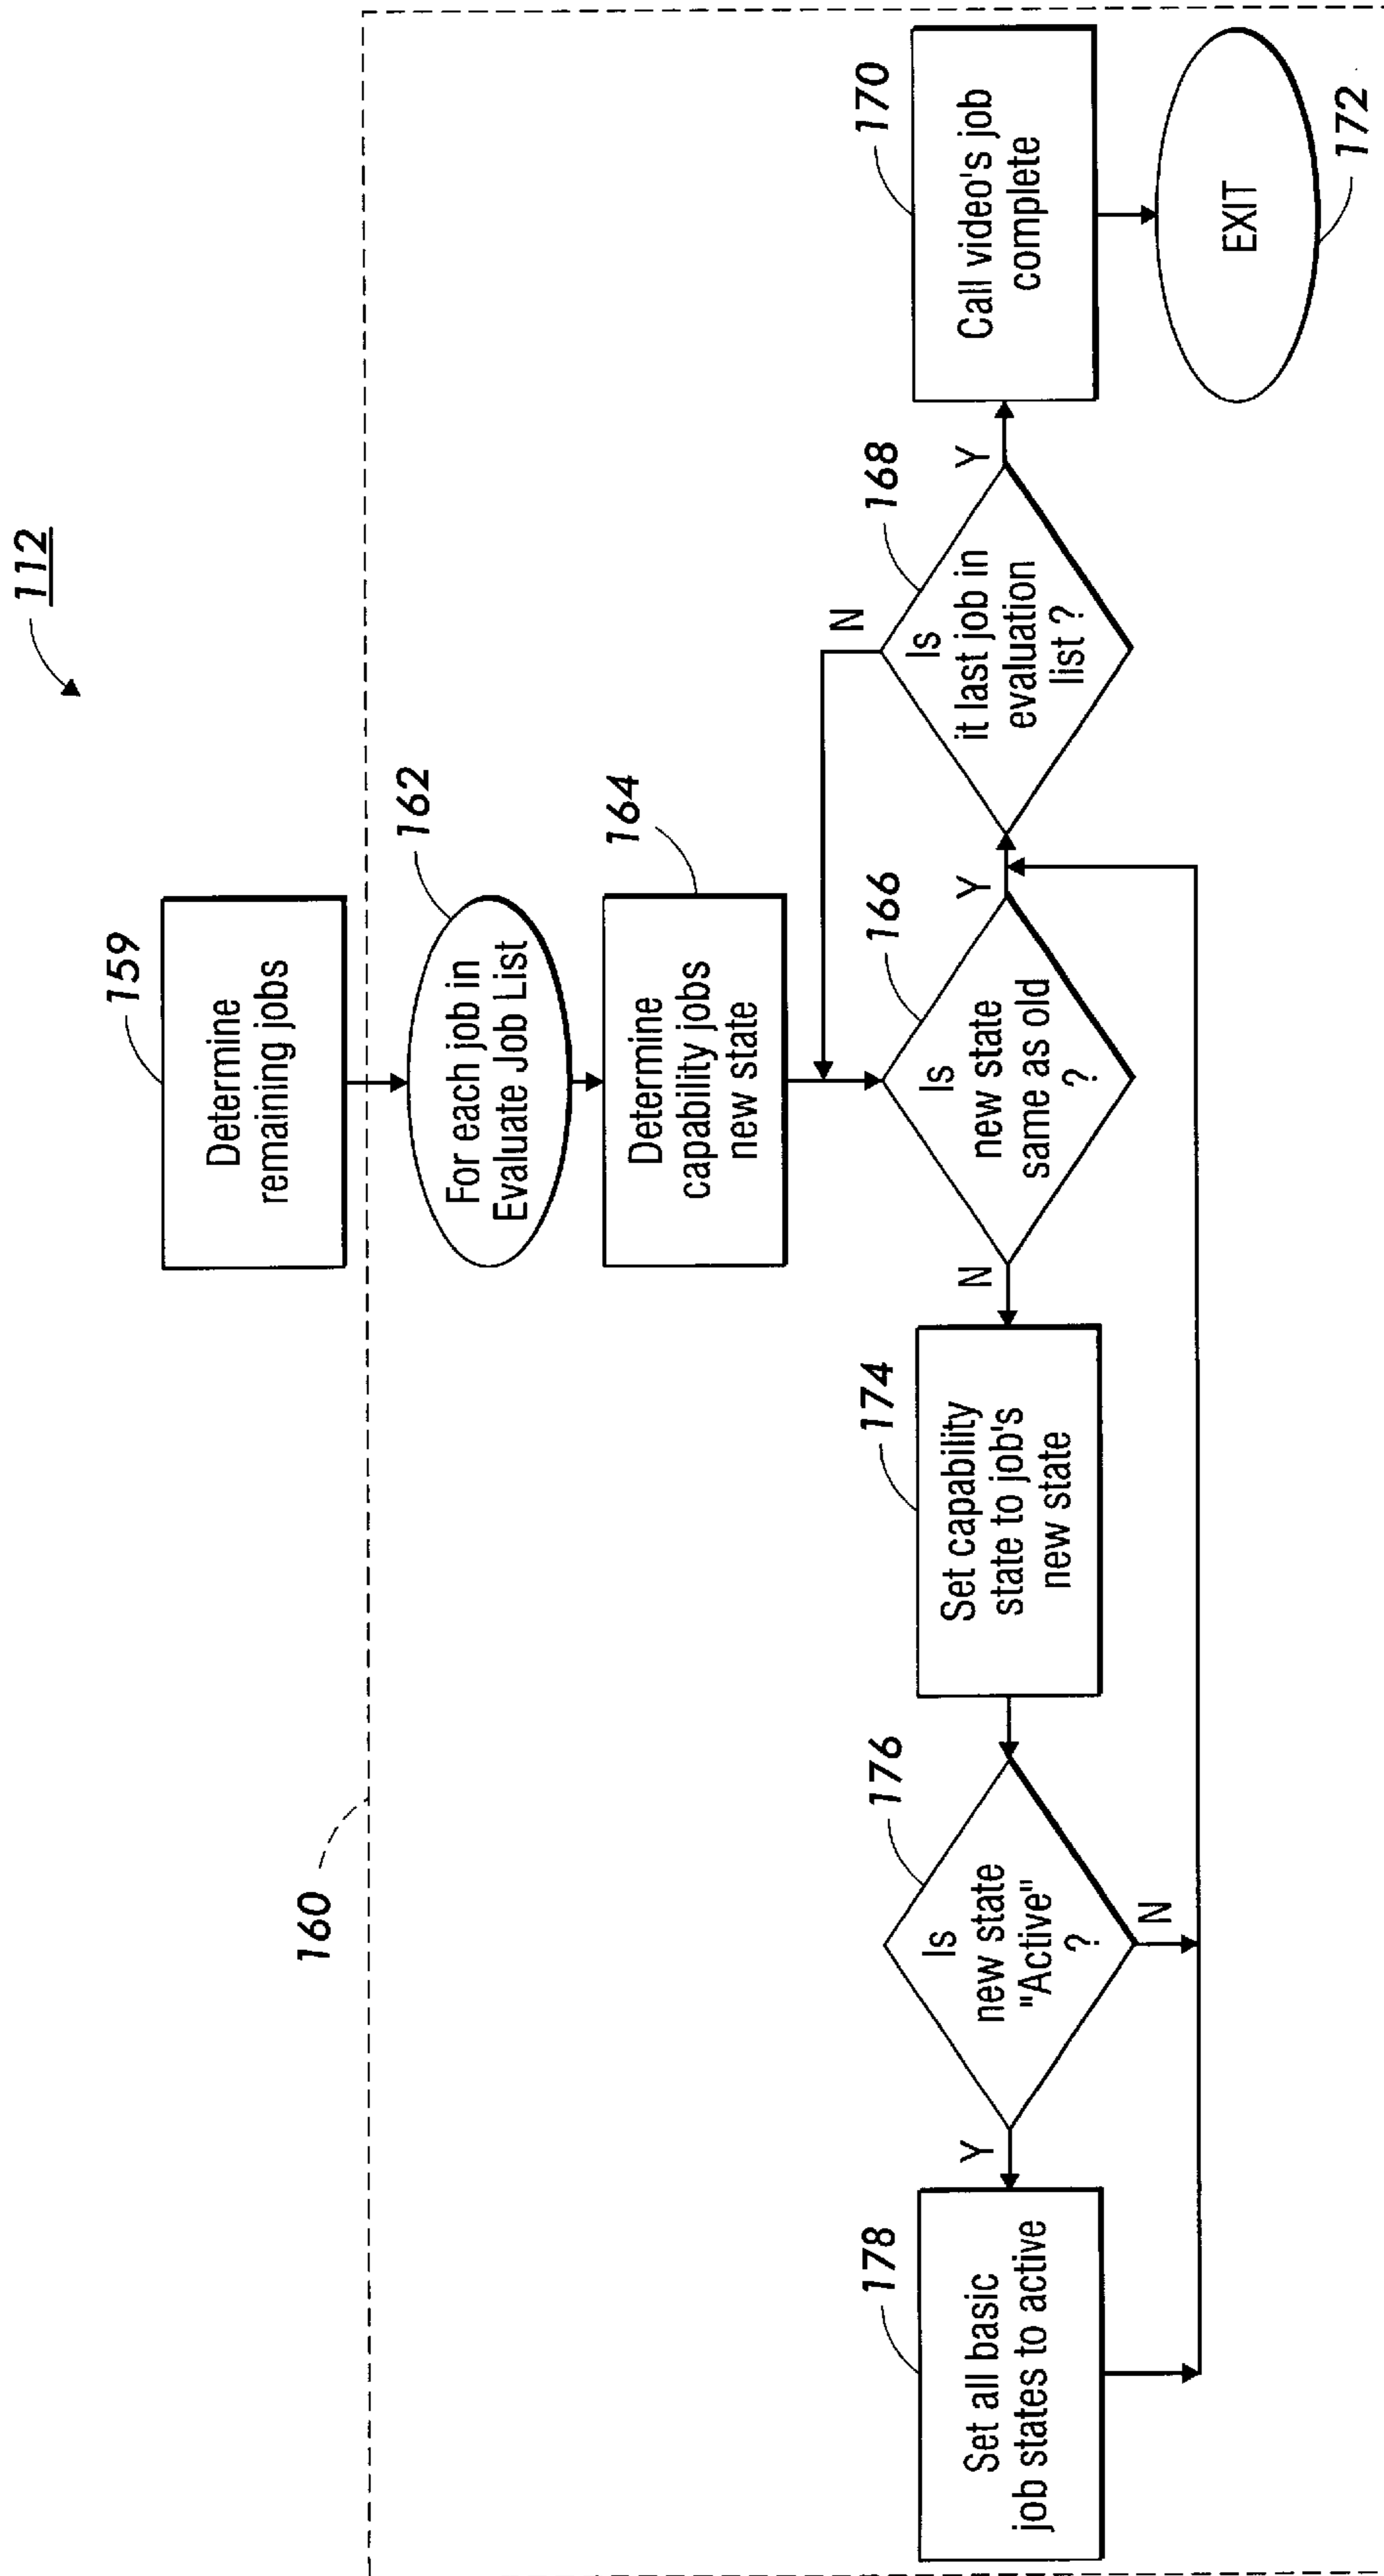 112
159
Determine
remaining jobs
160
162
For each job in
Evaluate Job List
164
Determine
capability jobs
new state
166
Is
new state
same as old
?
Y
N
168
Is
it last job in
evaluation
list ?
N
Y
170
Call video's job
complete
EXIT
172
174
Set capability
state to job's
new state
176
Is
new state
"Active"
?
Y
N
178
Set all basic
job states to active